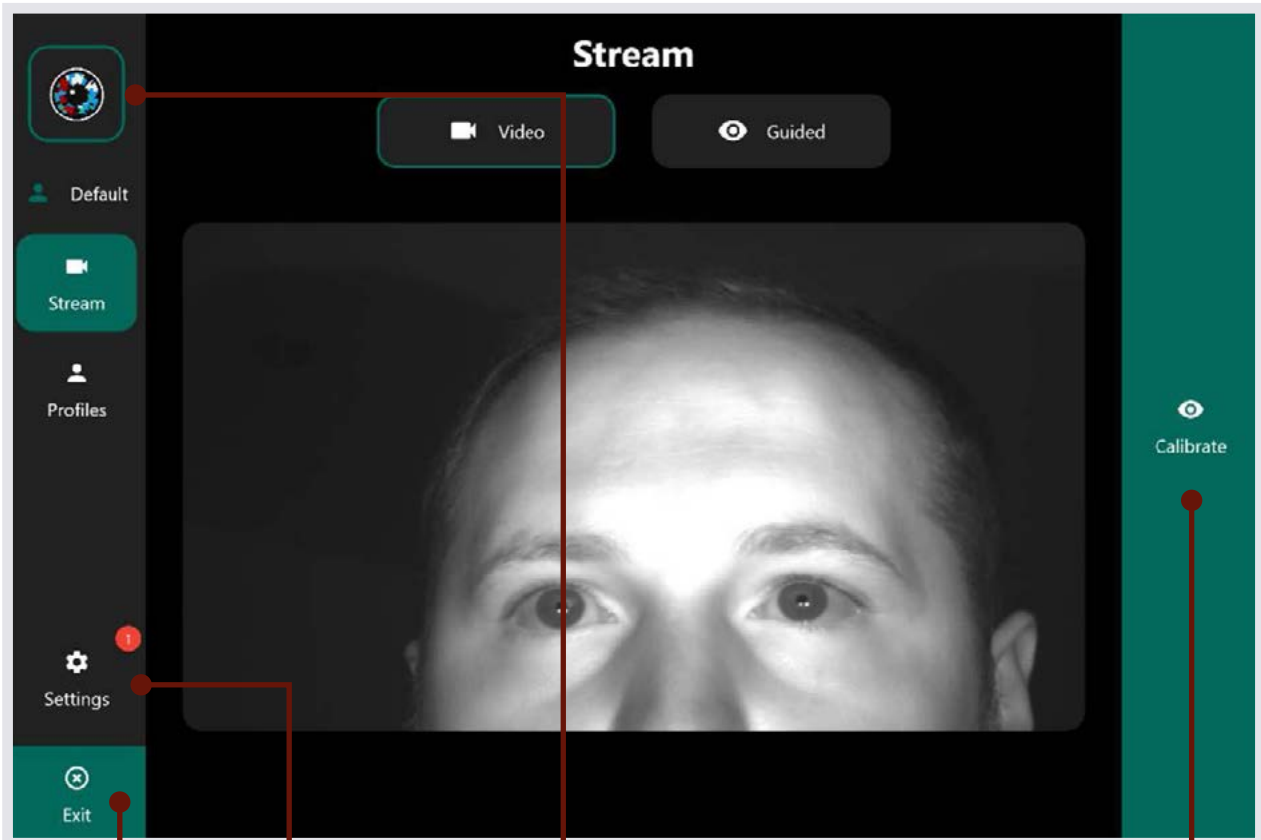 Stream
Video
Guided
Default
Stream
Profiles
Calibrate
1
Settings
Exit